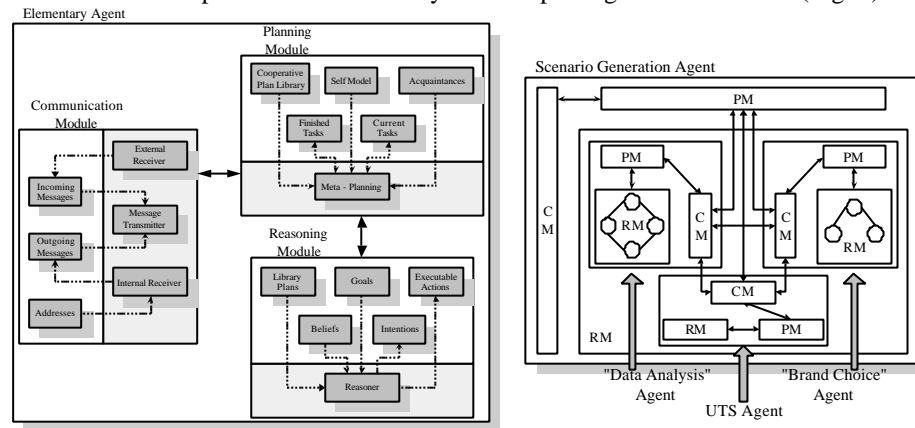 Elementary Agent
Planning
Module
Cooperative
Plan Library
Self Model
Acquaintances
Finished
Tasks
Current
Tasks
Meta - Planning
Communication
Module
External
Receiver
Incoming
Messages
Message
Transmitter
Outgoing
Messages
Internal Receiver
Addresses
Reasoning
Module
Library
Plans
Goals
Executable
Actions
Beliefs
Intentions
Reasoner
Scenario Generation Agent
PM
C
M
PM
RM
C
M
C
M
PM
RM
CM
RM
PM
RM
"Data Analysis"
Agent
UTS Agent
"Brand Choice"
Agent